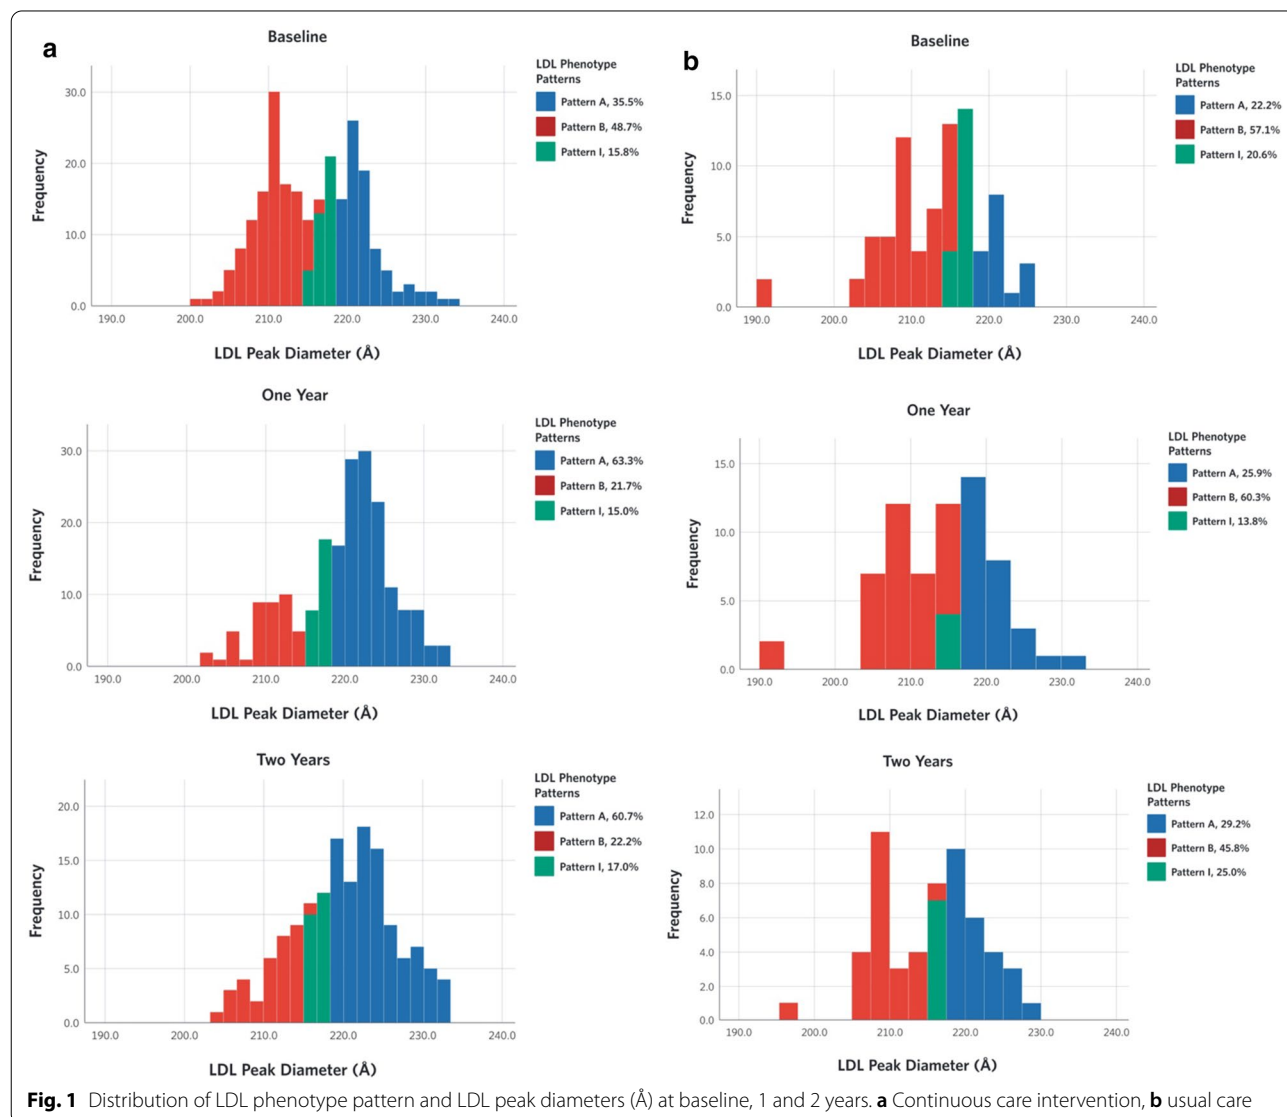 a
Baseline
LDL Phenotype
Patterns
Pattern A, 35.5%
Pattern B, 48.7%
Pattern I, 15.8%
Frequency
30.0
20.0
10.0
0.0
190.0 200.0 210.0 220.0 230.0 240.0
LDL Peak Diameter (Å)
b
Baseline
LDL Phenotype
Patterns
Pattern A, 22.2%
Pattern B, 57.1%
Pattern I, 20.6%
Frequency
15.0
10.0
5.0
0.0
190.0 200.0 210.0 220.0 230.0 240.0
LDL Peak Diameter (Å)
One Year
LDL Phenotype
Patterns
Pattern A, 63.3%
Pattern B, 21.7%
Pattern I, 15.0%
Frequency
30.0
20.0
10.0
0.0
190.0 200.0 210.0 220.0 230.0 240.0
LDL Peak Diameter (Å)
One Year
LDL Phenotype
Patterns
Pattern A, 25.9%
Pattern B, 60.3%
Pattern I, 13.8%
Frequency
15.0
10.0
5.0
0.0
190.0 200.0 210.0 220.0 230.0 240.0
LDL Peak Diameter (Å)
Two Years
LDL Phenotype
Patterns
Pattern A, 60.7%
Pattern B, 22.2%
Pattern I, 17.0%
Frequency
20.0
15.0
10.0
5.0
0.0
190.0 200.0 210.0 220.0 230.0 240.0
LDL Peak Diameter (Å)
Two Years
LDL Phenotype
Patterns
Pattern A, 29.2%
Pattern B, 45.8%
Pattern I, 25.0%
Frequency
12.0
10.0
8.0
6.0
4.0
2.0
0.0
190.0 200.0 210.0 220.0 230.0 240.0
LDL Peak Diameter (Å)
Fig. 1 Distribution of LDL phenotype pattern and LDL peak diameters (Å) at baseline, 1 and 2 years. a Continuous care intervention, b usual care